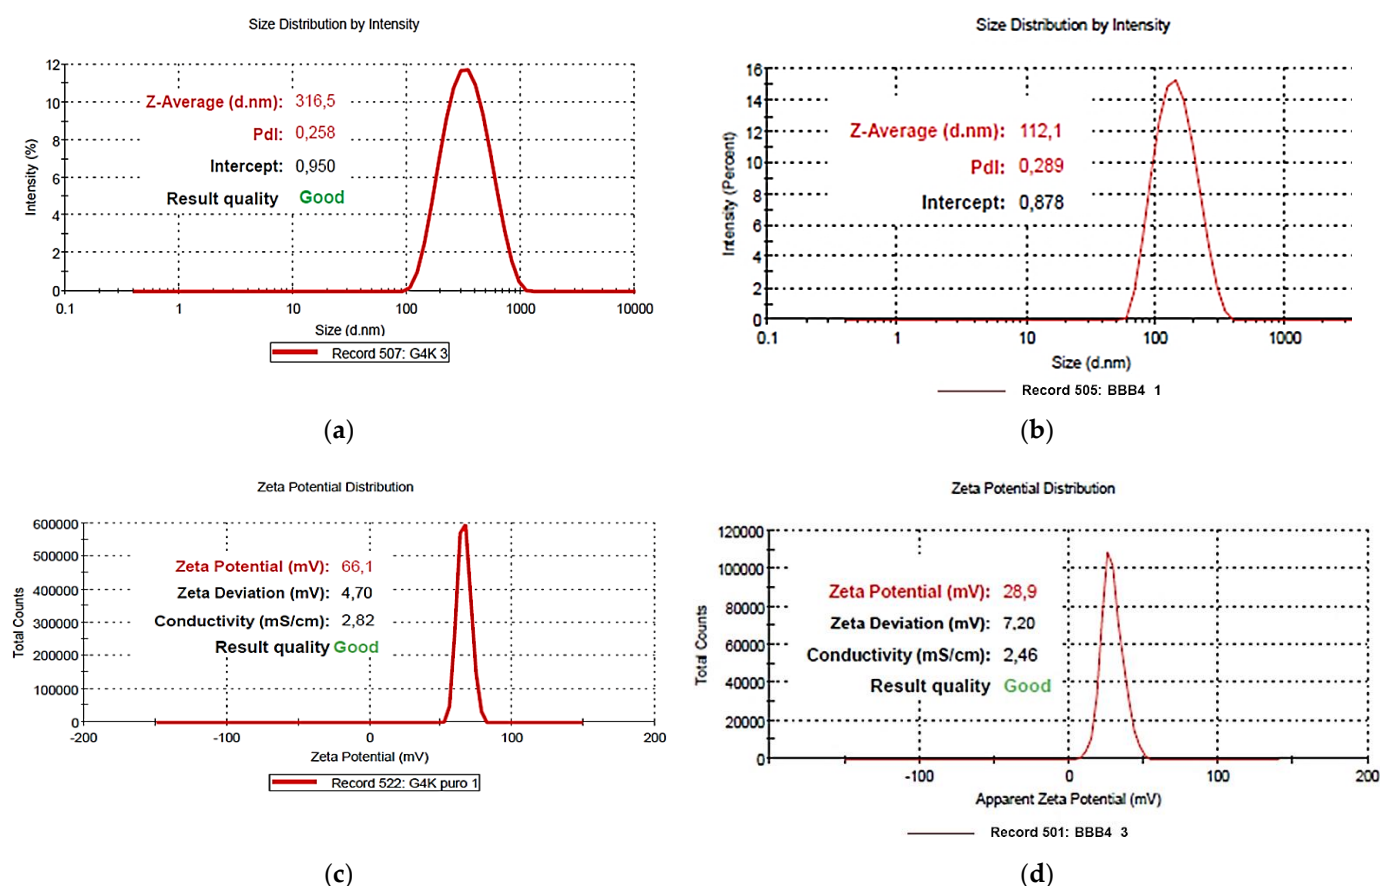 Size Distribution by Intensity
12
10
8
6
4
2
0
Intensity (%)
Z-Average (d.nm): 316,5
PdI: 0,258
Intercept: 0,950
Result quality Good
0.1 1 10 100 1000 10000
Size (d.nm)
Record 507: G4K 3
(a)
Size Distribution by Intensity
16
14
12
10
8
6
4
2
0
Intensity (Percent)
Z-Average (d.nm): 112,1
PdI: 0,289
Intercept: 0,878
0.1 1 10 100 1000
Size (d.nm)
Record 505: BBB4 1
(b)
Zeta Potential Distribution
600000
500000
400000
300000
200000
100000
0
Total Counts
Zeta Potential (mV): 66,1
Zeta Deviation (mV): 4,70
Conductivity (mS/cm): 2,82
Result quality Good
-200 -100 0 100 200
Zeta Potential (mV)
Record 522: G4K puro 1
(c)
Zeta Potential Distribution
120000
100000
80000
60000
40000
20000
0
Total Counts
Zeta Potential (mV): 28,9
Zeta Deviation (mV): 7,20
Conductivity (mS/cm): 2,46
Result quality Good
-100 0 100 200
Apparent Zeta Potential (mV)
Record 501: BBB4 3
(d)